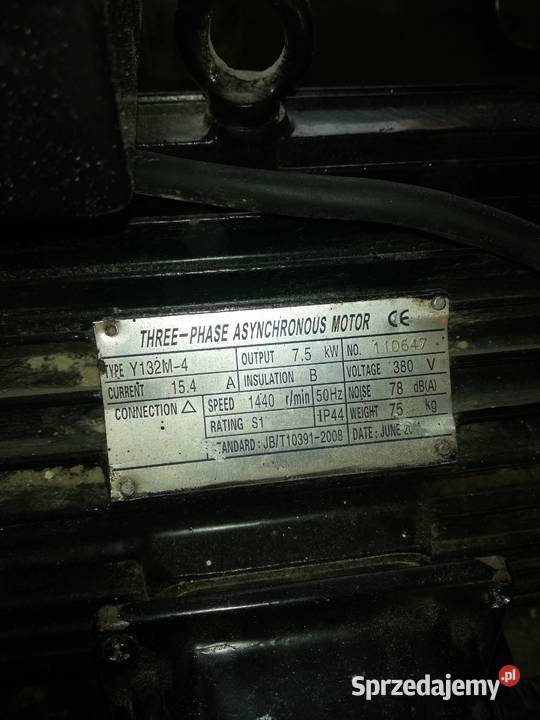 THREE-PHASE ASYNCHRONOUS MOTOR CE
TYPE Y132M-4 OUTPUT 7.5 kW NO. 110647
CURRENT 15.4 A INSULATION B VOLTAGE 380 V
CONNECTION △ SPEED 1440 r/min 50Hz NOISE 78 dB(A)
RATING S1 IP44 WEIGHT 75 kg
STANDARD: JB/T10391-2008 DATE: JUNE
Sprzedajemy.pl